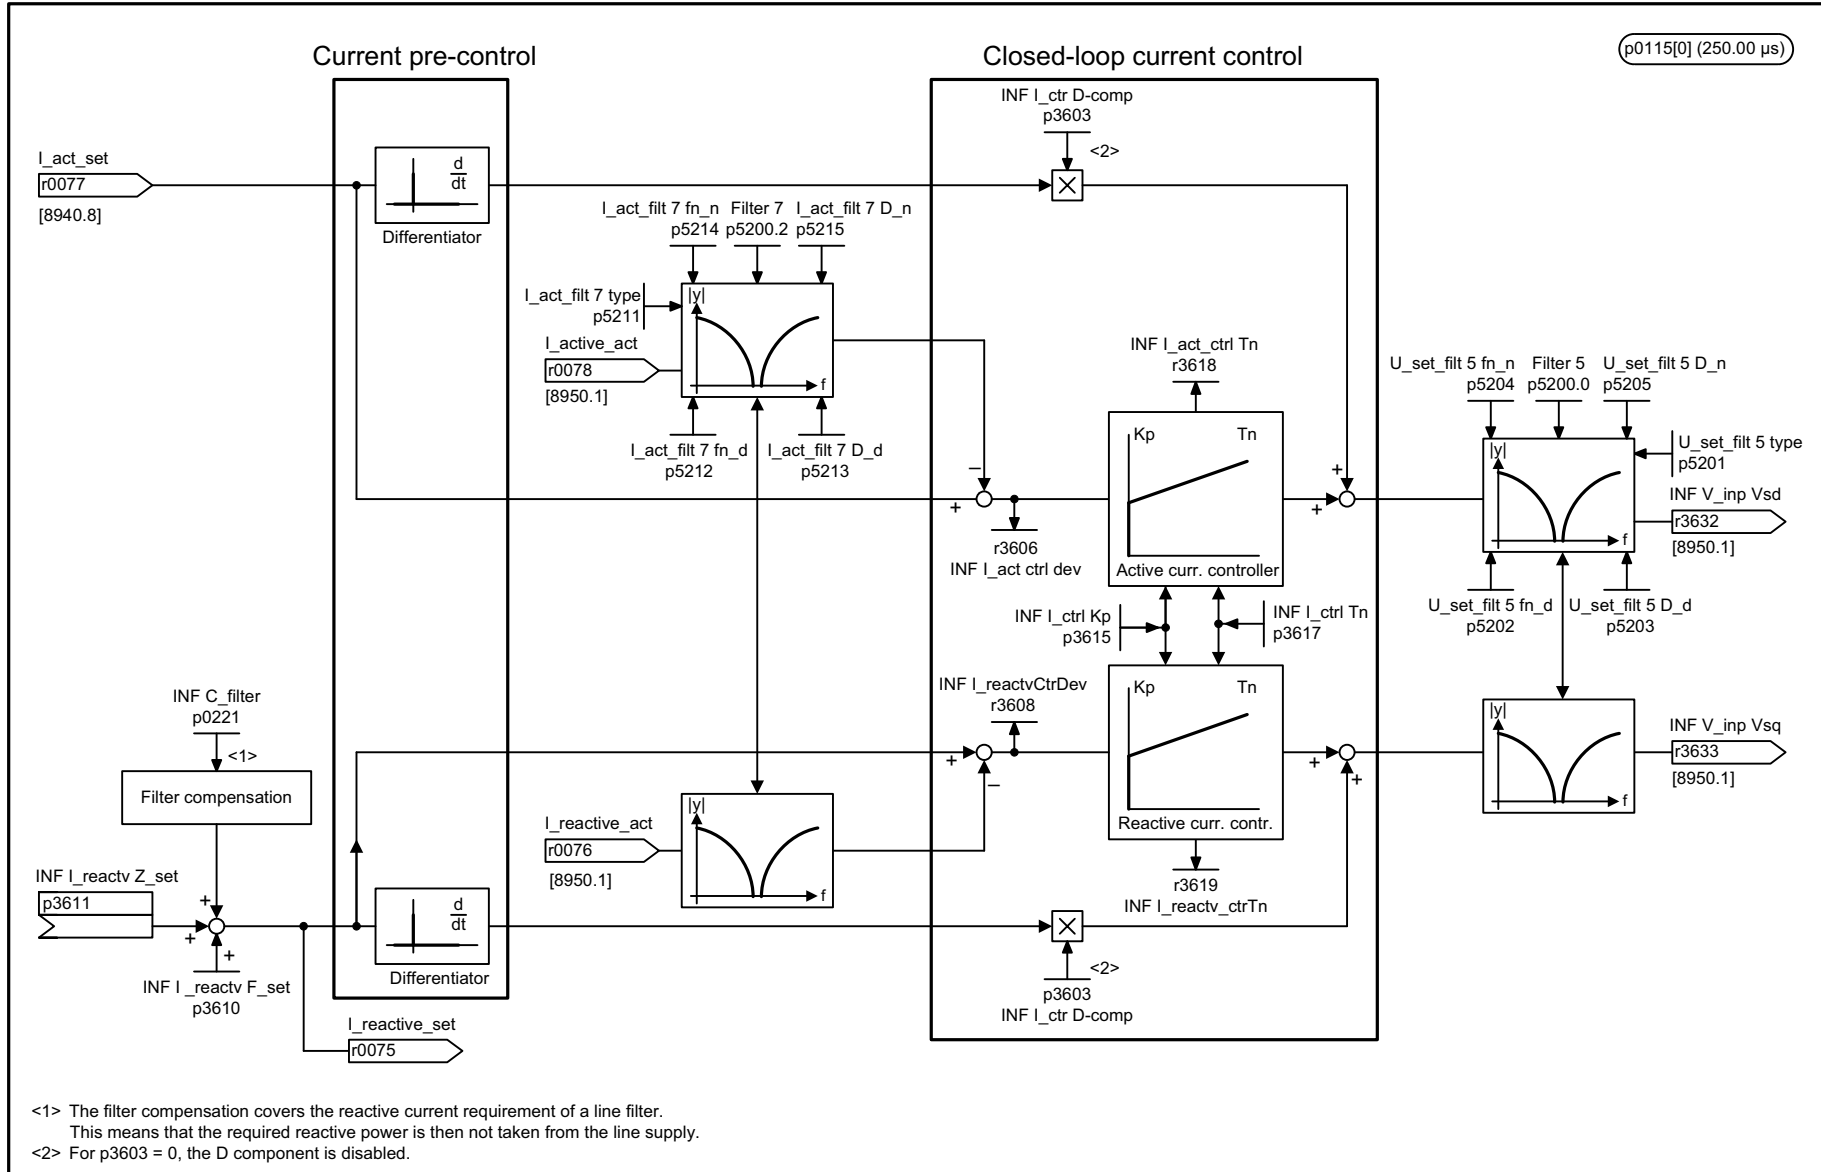 Current pre-control
Closed-loop current control
p0115[0] (250.00 µs)
INF I_ctr D-comp
p3603
<2>
I_act_set
r0077
[8940.8]
d
dt
Differentiator
I_act_filt 7 fn_n
p5214
Filter 7
p5200.2
I_act_filt 7 D_n
p5215
I_act_filt 7 type
p5211
|y|
f
I_active_act
r0078
[8950.1]
I_act_filt 7 fn_d
p5212
I_act_filt 7 D_d
p5213
INF I_act_ctrl Tn
r3618
Kp
Tn
Active curr. controller
–
+
+
+
r3606
INF I_act ctrl dev
U_set_filt 5 fn_n
p5204
Filter 5
p5200.0
U_set_filt 5 D_n
p5205
U_set_filt 5 type
p5201
|y|
f
INF V_inp Vsd
r3632
[8950.1]
U_set_filt 5 fn_d
p5202
U_set_filt 5 D_d
p5203
INF I_ctrl Kp
p3615
INF I_ctrl Tn
p3617
INF I_reactvCtrDev
r3608
Kp
Tn
Reactive curr. contr.
+
–
+
+
r3619
INF I_reactv_ctrTn
|y|
f
INF V_inp Vsq
r3633
[8950.1]
INF C_filter
p0221
<1>
Filter compensation
I_reactive_act
r0076
[8950.1]
|y|
f
INF I_reactv Z_set
p3611
+
+
+
INF I _reactv F_set
p3610
d
dt
Differentiator
<2>
p3603
INF I_ctr D-comp
I_reactive_set
r0075
<1> The filter compensation covers the reactive current requirement of a line filter.
This means that the required reactive power is then not taken from the line supply.
<2> For p3603 = 0, the D component is disabled.